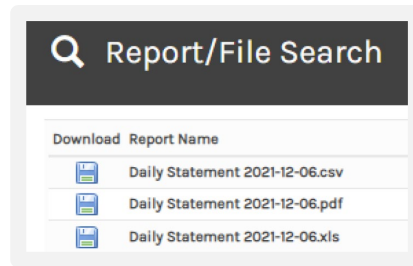 Report/File Search
Download Report Name
Daily Statement 2021-12-06.csv
Daily Statement 2021-12-06.pdf
Daily Statement 2021-12-06.xls